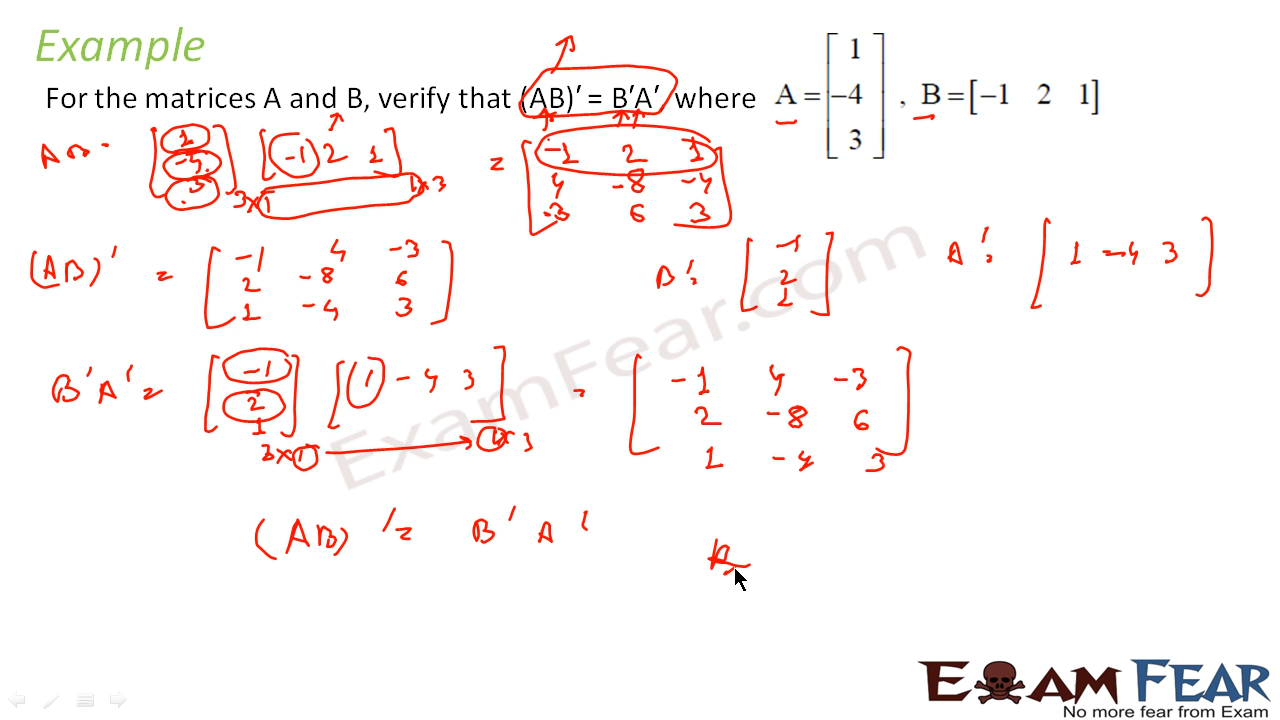 Example
For the matrices A and B, verify that (AB)′ = B′A′ where A = [1 −4 3], B = [−1 2 1]
[1 -4 3] 3×1 [-1 2 1] 1×3 = [-1 2 1
4 -8 -4
-3 6 3]
(AB)′ = [-1 4 -3
2 -8 6
1 -4 3]
B′: [-1 2 1]
A′: [1 -4 3]
B′A′ = [-1 2 1] 3×1 [1 -4 3] 1×3 = [-1 4 -3
2 -8 6
1 -4 3]
(AB)′ = B′A′
ExamFear.com
EXAM FEAR
No more fear from Exam